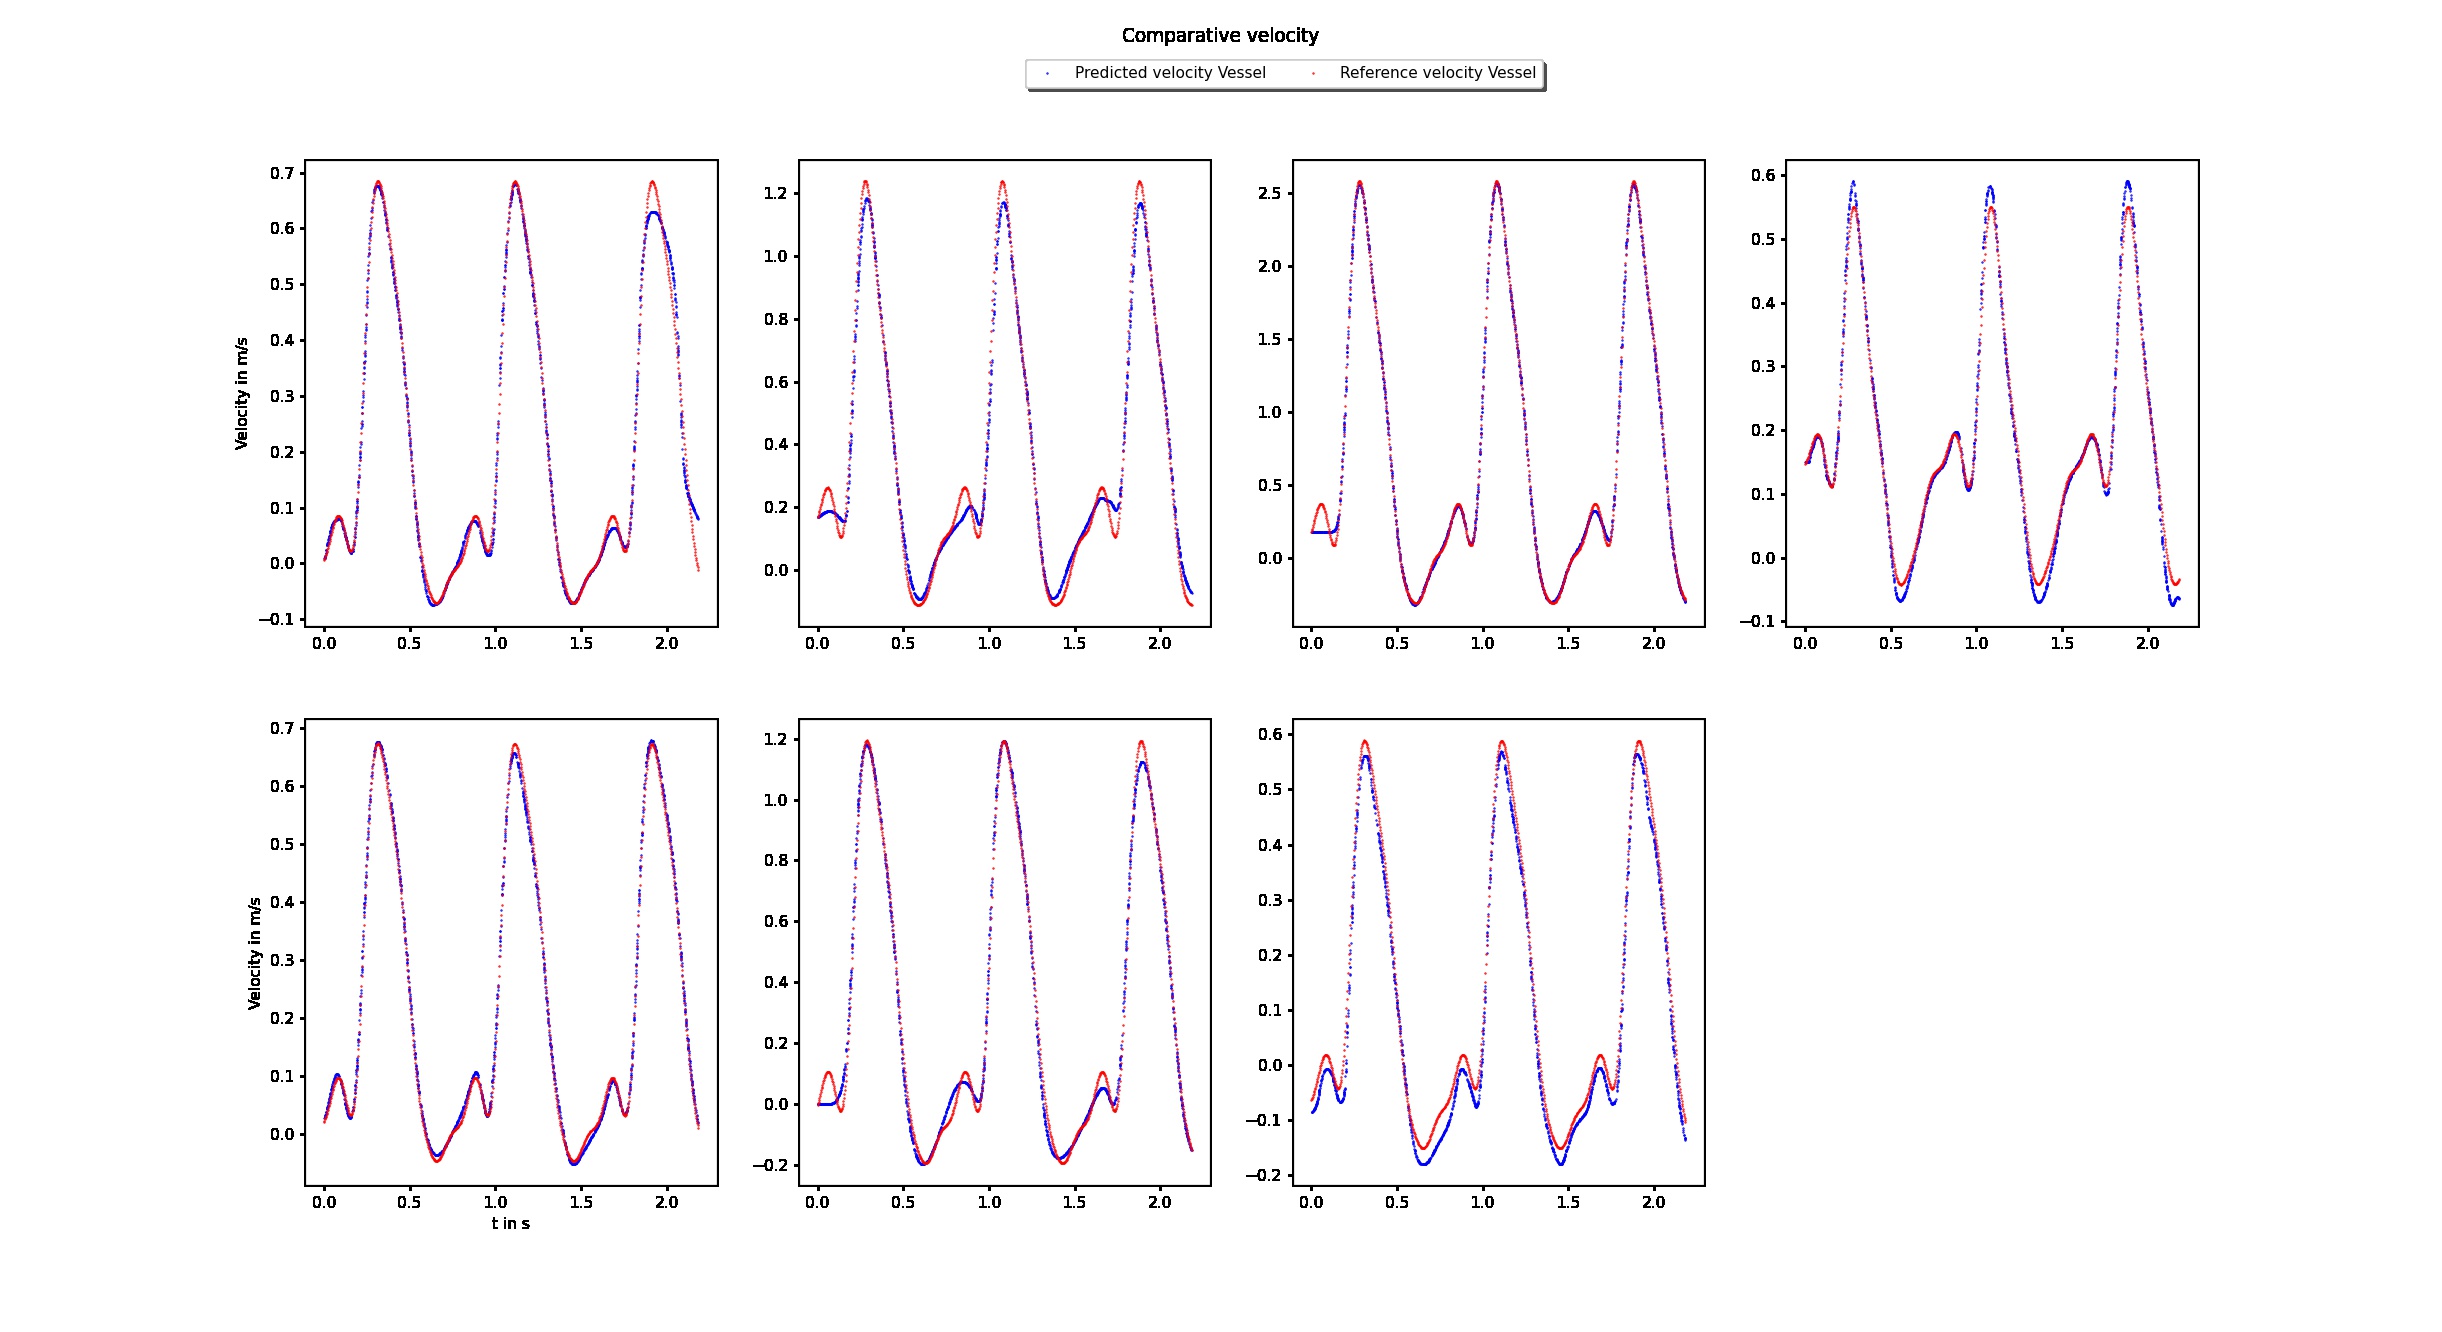 Comparative velocity
Predicted velocity Vessel Reference velocity Vessel
0.7 1.2 2.5 0.6
0.6 1.0 2.0 0.5
0.5 0.8 1.5 0.4
0.4 0.6 1.0 0.3
0.3 0.4 0.5 0.2
0.2 0.2 0.0 0.1
0.1 0.0 0.0
0.0 −0.1
−0.1
Velocity in m/s
0.0 0.5 1.0 1.5 2.0 0.0 0.5 1.0 1.5 2.0 0.0 0.5 1.0 1.5 2.0 0.0 0.5 1.0 1.5 2.0
0.7 1.2 0.6
0.6 1.0 0.5
0.5 0.8 0.4
0.4 0.6 0.3
0.3 0.4 0.2
0.2 0.2 0.1
0.1 0.0 0.0
0.0 −0.2 −0.1
−0.2
Velocity in m/s
0.0 0.5 1.0 1.5 2.0 0.0 0.5 1.0 1.5 2.0 0.0 0.5 1.0 1.5 2.0
t in s